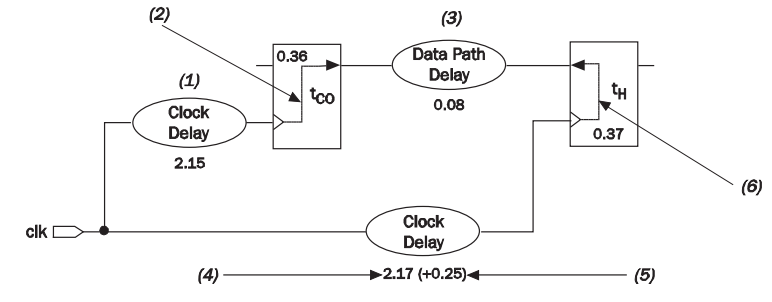 (2)
(3)
0.36
Data Path
Delay
(1)
tCO
tH
0.08
Clock
Delay
0.37
2.15
(6)
Clock
Delay
clk
(4)
2.17 (+0.25)
(5)